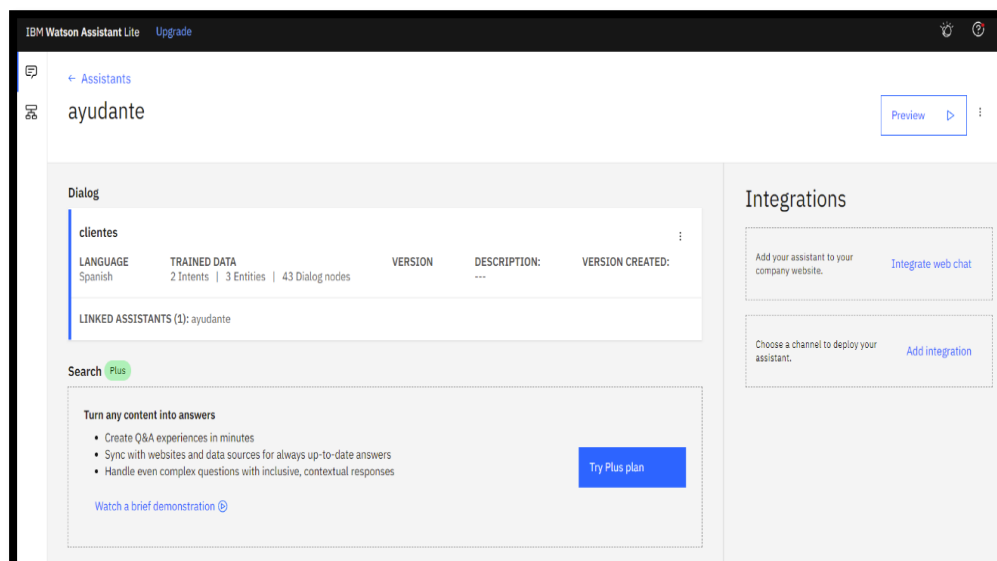 IBM Watson Assistant Lite Upgrade
← Assistants
ayudante
Preview
Dialog
clientes
LANGUAGE TRAINED DATA VERSION DESCRIPTION: VERSION CREATED:
Spanish 2 Intents | 3 Entities | 43 Dialog nodes ---
LINKED ASSISTANTS (1): ayudante
Search Plus
Turn any content into answers
• Create Q&A experiences in minutes
• Sync with websites and data sources for always up-to-date answers
• Handle even complex questions with inclusive, contextual responses
Try Plus plan
Watch a brief demonstration
Integrations
Add your assistant to your
company website.
Integrate web chat
Choose a channel to deploy your
assistant.
Add integration